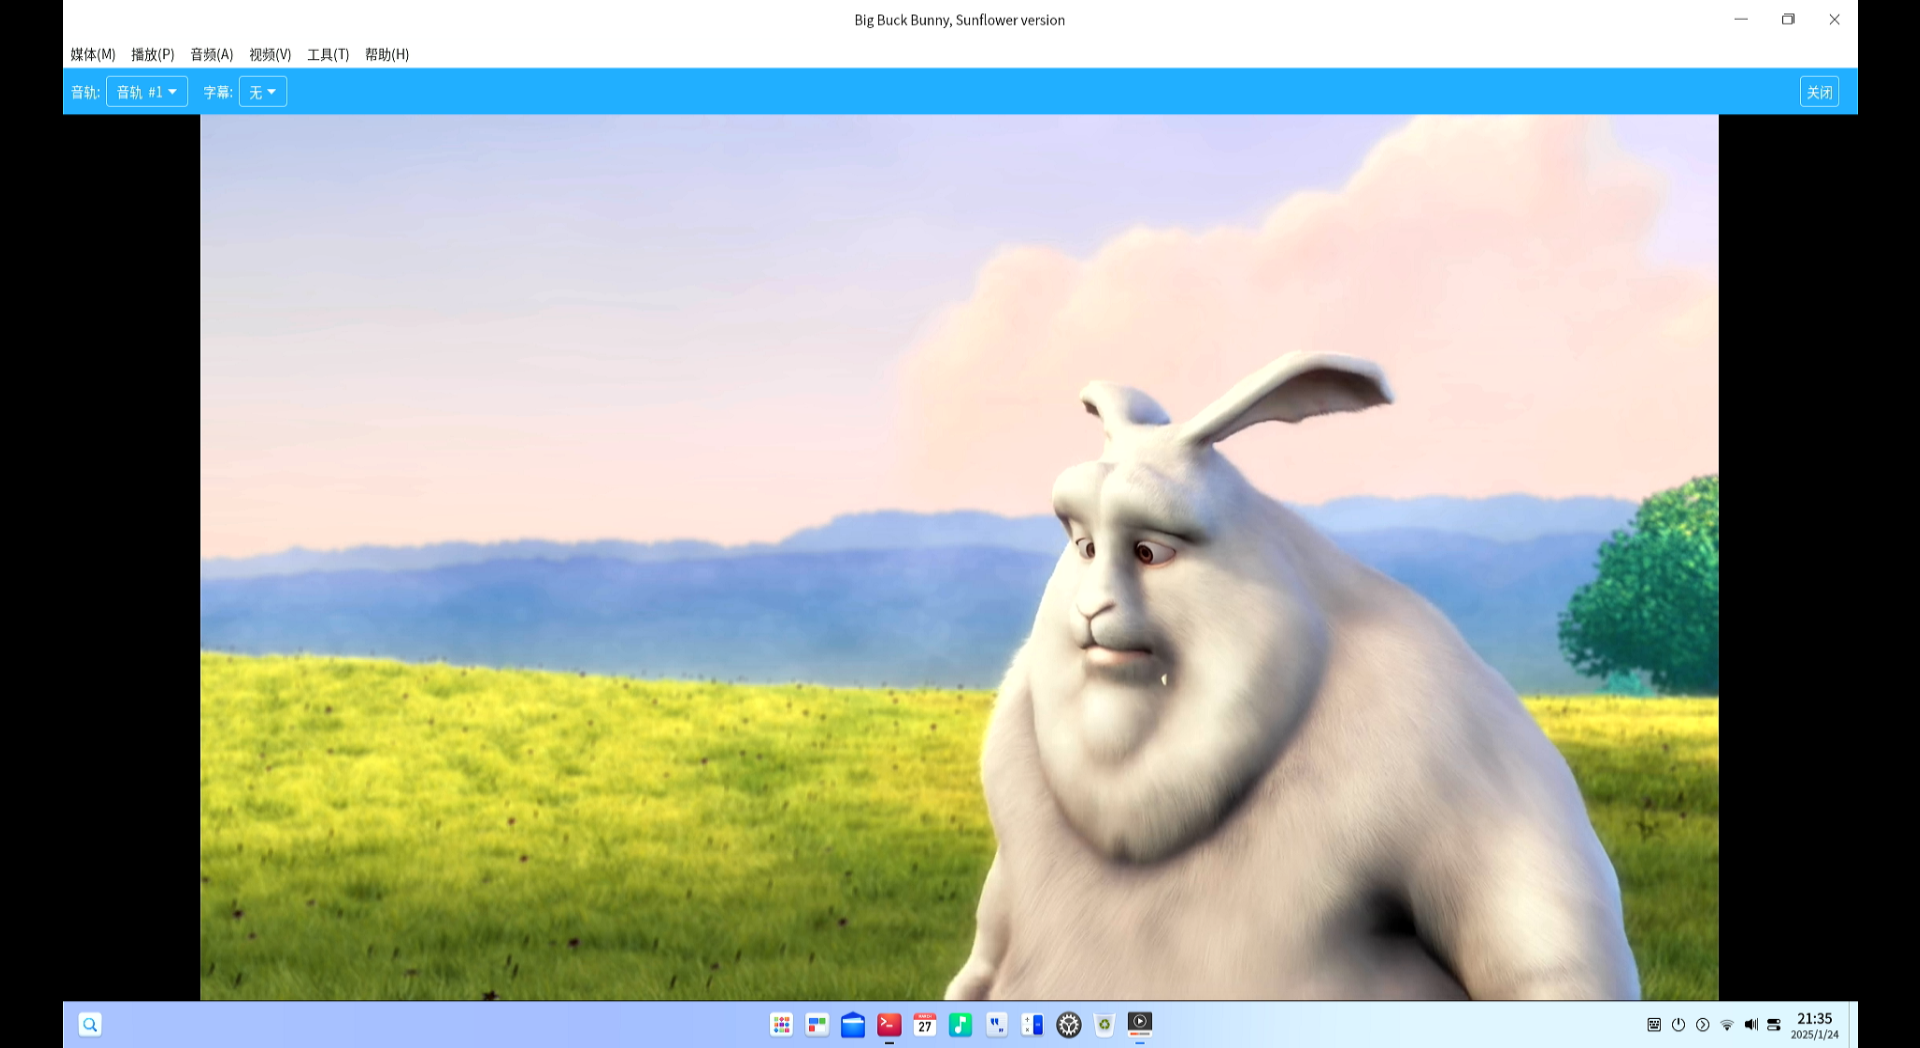 Big Buck Bunny, Sunflower version
媒体(M) 播放(P) 音频(A) 视频(V) 工具(T) 帮助(H)
音轨: 音轨 #1 字幕: 无 关闭
27
21:35
2025/1/24